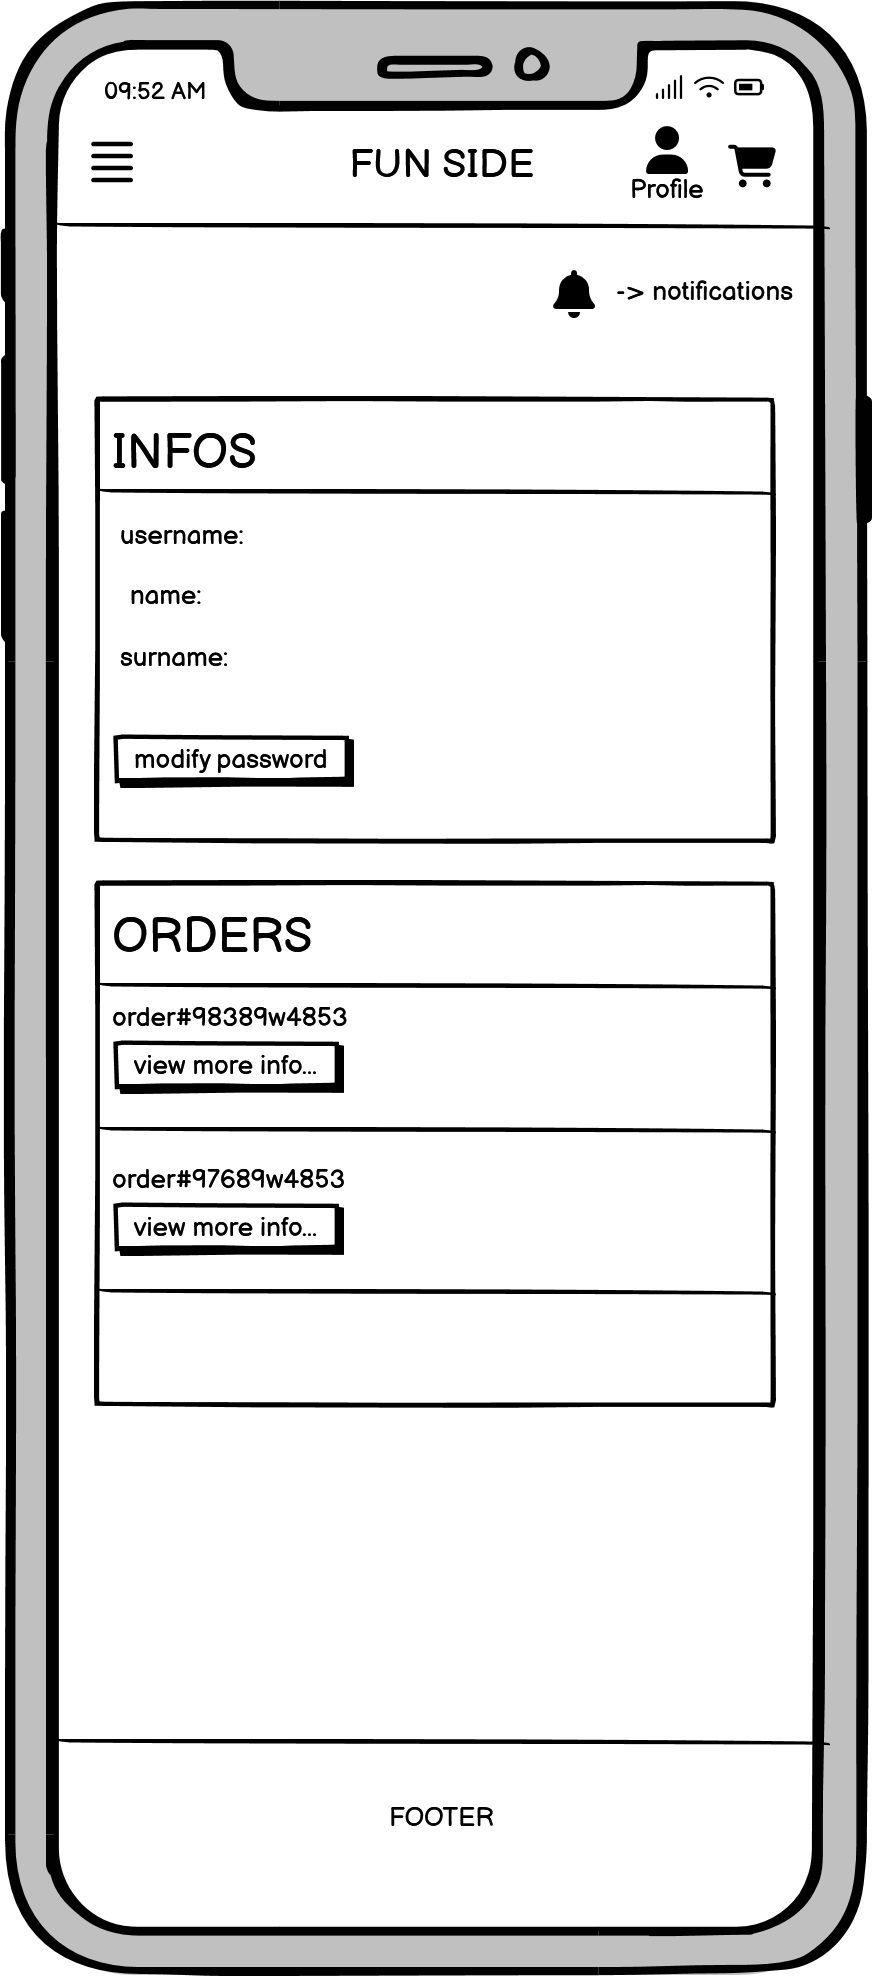 09:52 AM
FUN SIDE
Profile
-> notifications
INFOS
username:
name:
surname:
modify password
ORDERS
order#98389w4853
view more info...
order#97689w4853
view more info...
FOOTER